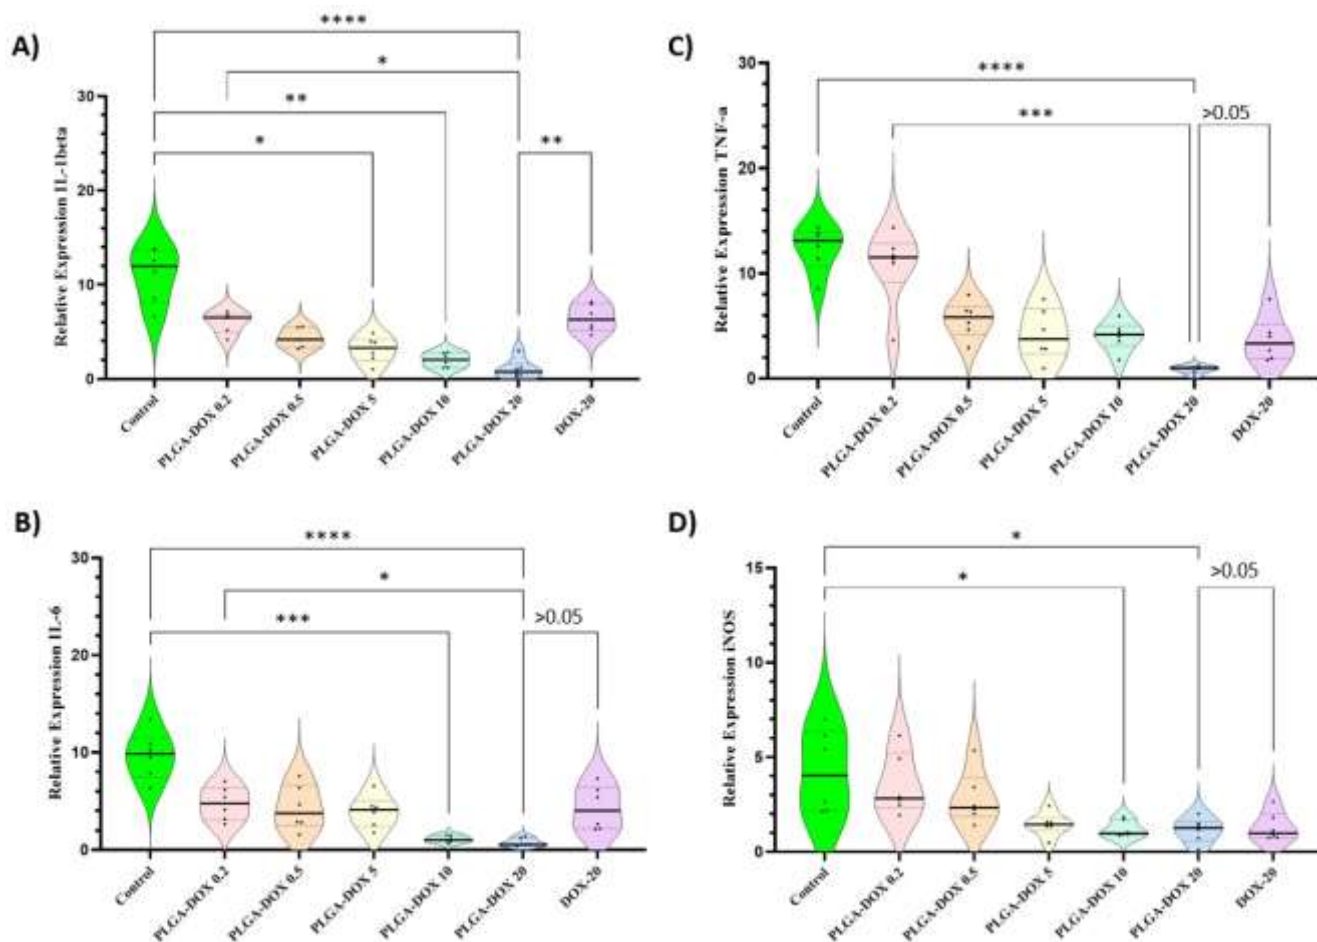 A)
****
*
**
*
**
Relative Expression IL-1beta
30
20
10
0
Control
PLGA-DOX 0.2
PLGA-DOX 0.5
PLGA-DOX 5
PLGA-DOX 10
PLGA-DOX 20
DOX-20
C)
****
***
>0.05
Relative Expression TNF-a
30
20
10
0
Control
PLGA-DOX 0.2
PLGA-DOX 0.5
PLGA-DOX 5
PLGA-DOX 10
PLGA-DOX 20
DOX-20
B)
****
*
***
>0.05
Relative Expression IL-6
30
20
10
0
Control
PLGA-DOX 0.2
PLGA-DOX 0.5
PLGA-DOX 5
PLGA-DOX 10
PLGA-DOX 20
DOX-20
D)
*
*
>0.05
Relative Expression iNOS
15
10
5
0
Control
PLGA-DOX 0.2
PLGA-DOX 0.5
PLGA-DOX 5
PLGA-DOX 10
PLGA-DOX 20
DOX-20